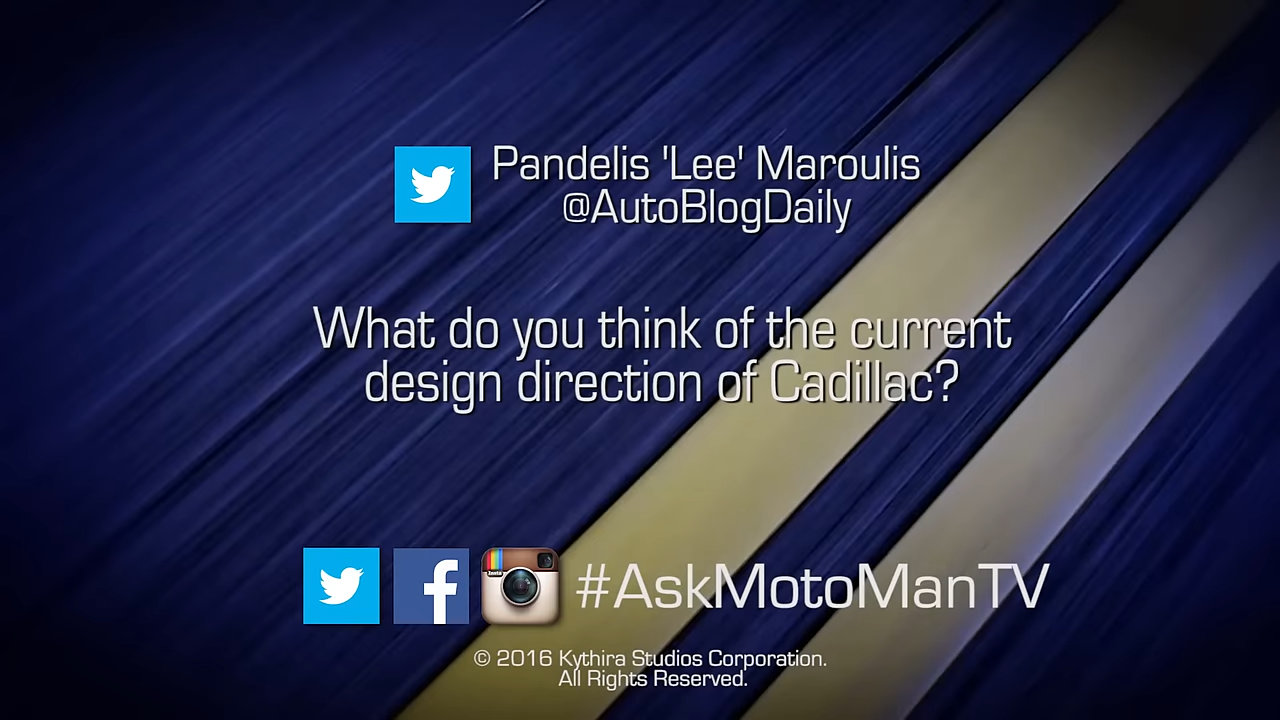 Pandelis 'Lee' Maroulis
@AutoBlogDaily
What do you think of the current
design direction of Cadillac?
Insta
#AskMotoManTV
© 2016 Kythira Studios Corporation.
All Rights Reserved.